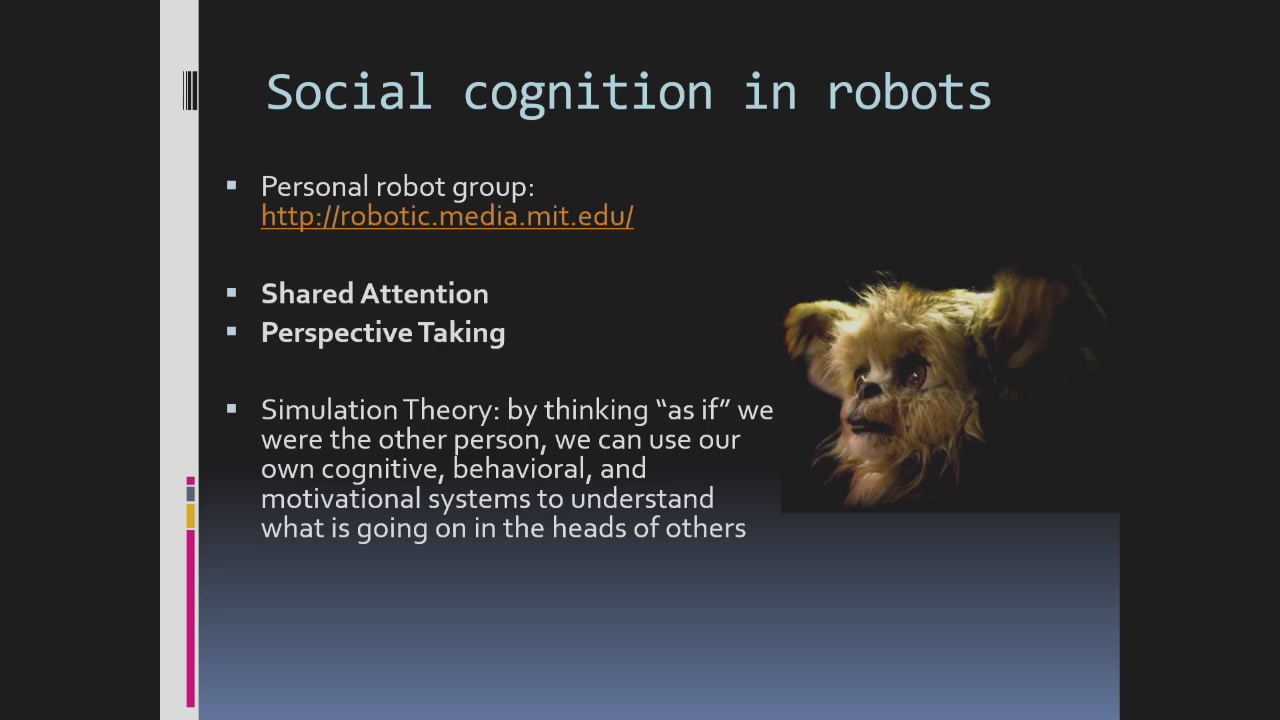 Social cognition in robots
Personal robot group:
http://robotic.media.mit.edu/
Shared Attention
Perspective Taking
Simulation Theory: by thinking “as if” we
were the other person, we can use our
own cognitive, behavioral, and
motivational systems to understand
what is going on in the heads of others